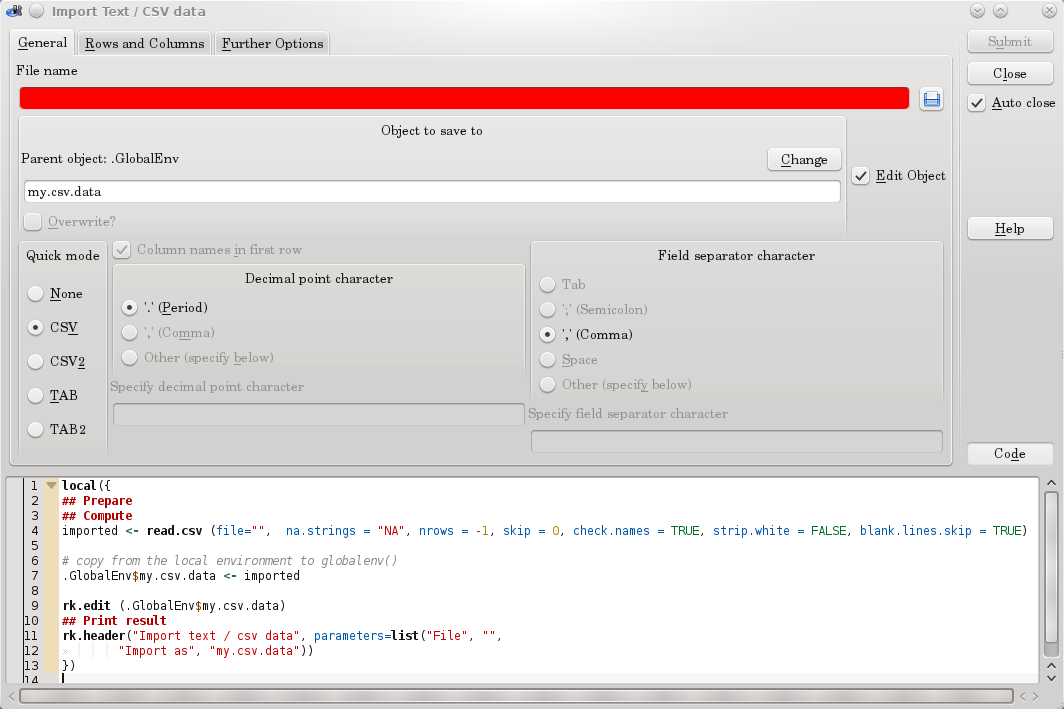 Import Text / CSV data
General Rows and Columns Further Options
Submit
File name
Close
Auto close
Object to save to
Parent object: .GlobalEnv
Change
Edit Object
my.csv.data
Overwrite?
Help
Quick mode
None
CSV
CSV2
TAB
TAB2
Column names in first row
Decimal point character
'.' (Period)
',' (Comma)
Other (specify below)
Specify decimal point character
Field separator character
Tab
';' (Semicolon)
',' (Comma)
Space
Other (specify below)
Specify field separator character
Code
1 local({
2 ## Prepare
3 ## Compute
4 imported <- read.csv (file="",  na.strings = "NA", nrows = -1, skip = 0, check.names = TRUE, strip.white = FALSE, blank.lines.skip = TRUE)
5
6 # copy from the local environment to globalenv()
7 .GlobalEnv$my.csv.data <- imported
8
9 rk.edit (.GlobalEnv$my.csv.data)
10 ## Print result
11 rk.header("Import text / csv data", parameters=list("File", "",
12 "Import as", "my.csv.data"))
13 })
14